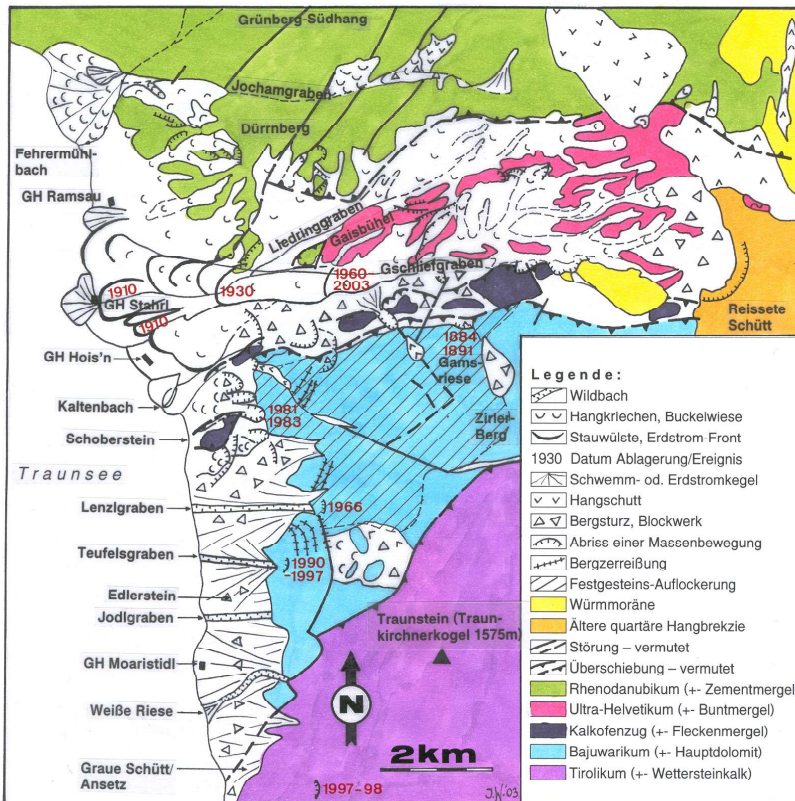 Grünberg-Südhang
Jochamgraben
Dürrnberg
Fehrermühl-
bach
GH Ramsau
Liedringgraben
Gaisbühel
Gschliefgraben
1960-
2003
1910
GH Stahrl
1930
1910
Reissete
Schütt
GH Hois'n
1884
1891
Gams-
riese
Kaltenbach
1981
1983
Zirler
Berg
Schoberstein
Traunsee
Lenzlgraben
1966
Teufelsgraben
1990
-1997
Edlerstein
Jodlgraben
Traunstein (Traun-
kirchnerkogel 1575m)
GH Moaristidl
N
Weiße Riese
2km
Graue Schütt/
Ansetz
1997-98
J.W.'03
Legende:
Wildbach
Hangkriechen, Buckelwiese
Stauwülste, Erdstrom-Front
1930 Datum Ablagerung/Ereignis
Schwemm- od. Erdstromkegel
Hangschutt
Bergsturz, Blockwerk
Abriss einer Massenbewegung
Bergzerreißung
Festgesteins-Auflockerung
Würmmoräne
Ältere quartäre Hangbrekzie
Störung – vermutet
Überschiebung – vermutet
Rhenodanubikum (+- Zementmergel
Ultra-Helvetikum (+- Buntmergel)
Kalkofenzug (+- Fleckenmergel)
Bajuwarikum (+- Hauptdolomit)
Tirolikum (+- Wettersteinkalk)